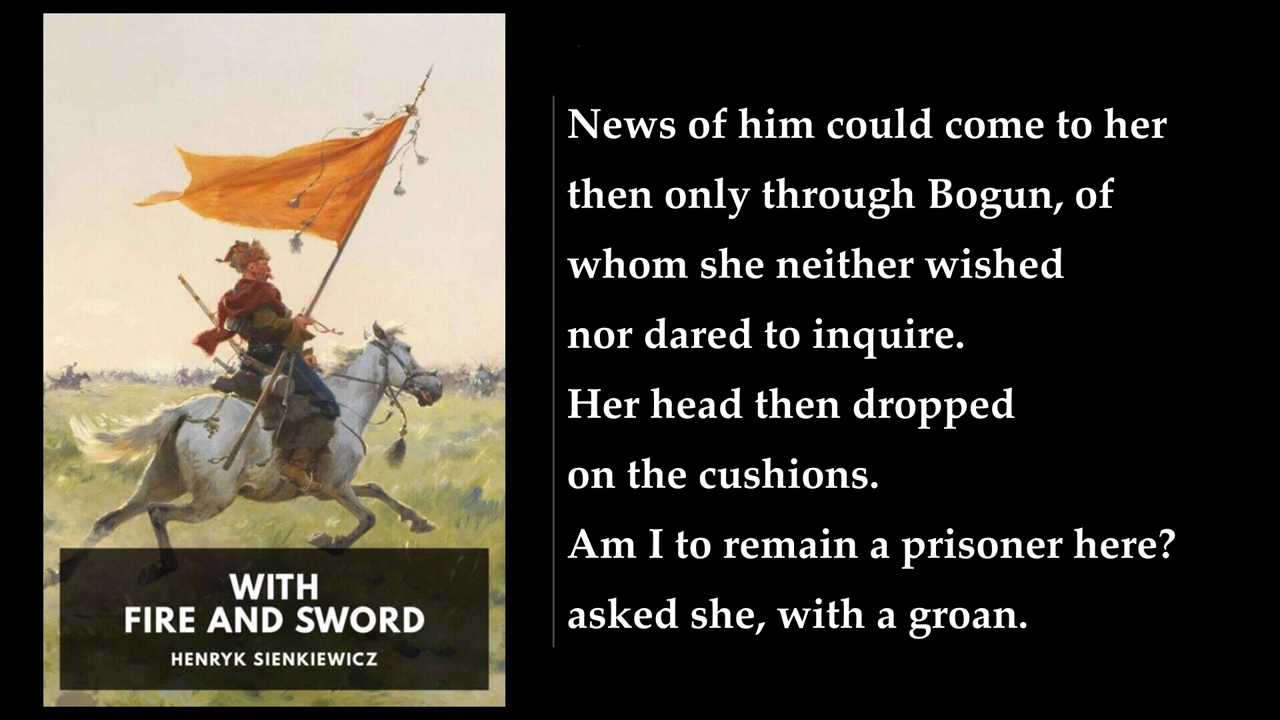 WITH
FIRE AND SWORD
HENRYK SIENKIEWICZ
News of him could come to her
then only through Bogun, of
whom she neither wished
nor dared to inquire.
Her head then dropped
on the cushions.
Am I to remain a prisoner here?
asked she, with a groan.